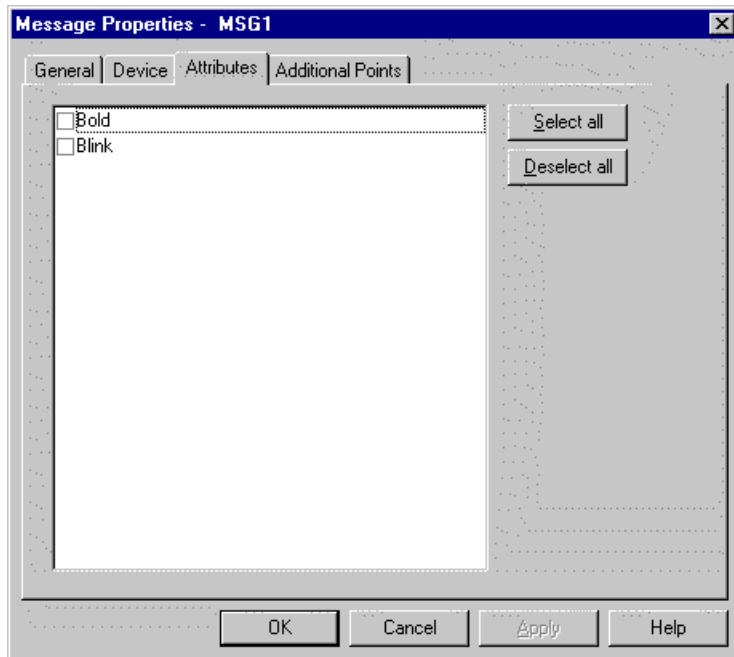 Message Properties -  MSG1
General Device Attributes Additional Points
Bold
Blink
Select all
Deselect all
OK Cancel Apply Help